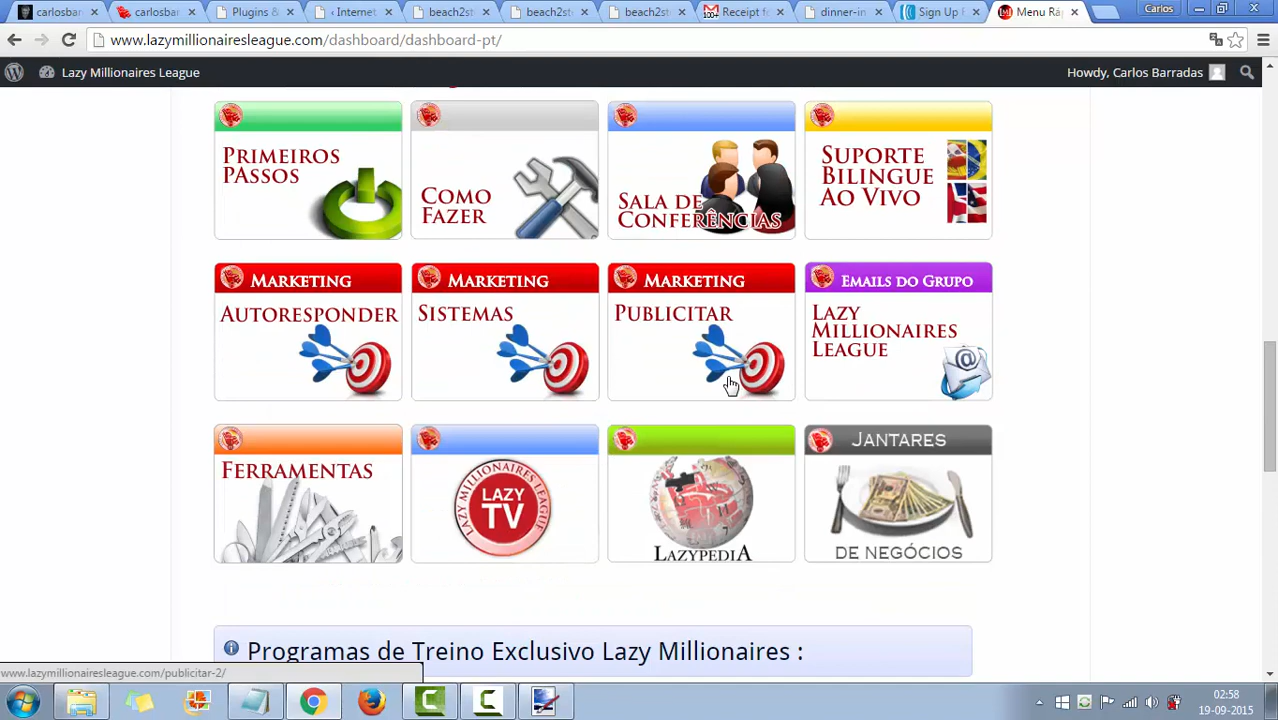 carlosbar
carlosbar
Plugins &
‹ Internet
beach2st
beach2st
beach2st
Receipt fo
dinner-in
Sign Up F
Menu Ráp
Carlos
www.lazymillionairesleague.com/dashboard/dashboard-pt/
Lazy Millionaires League
Howdy, Carlos Barradas
Primeiros
PAssos
Como
Fazer
Sala de
Conferências
Suporte
Bilingue
Ao Vivo
Marketing
Autoresponder
Marketing
Sistemas
Marketing
Publicitar
Emails do Grupo
Lazy
Millionaires
League
Ferramentas
LAZY MILLIONAIRES LEAGUE
LAZY
TV
LazypediA
Jantares
de Negócios
Programas de Treino Exclusivo Lazy Millionaires :
www.lazymillionairesleague.com/publicitar-2/
02:58
19-09-2015